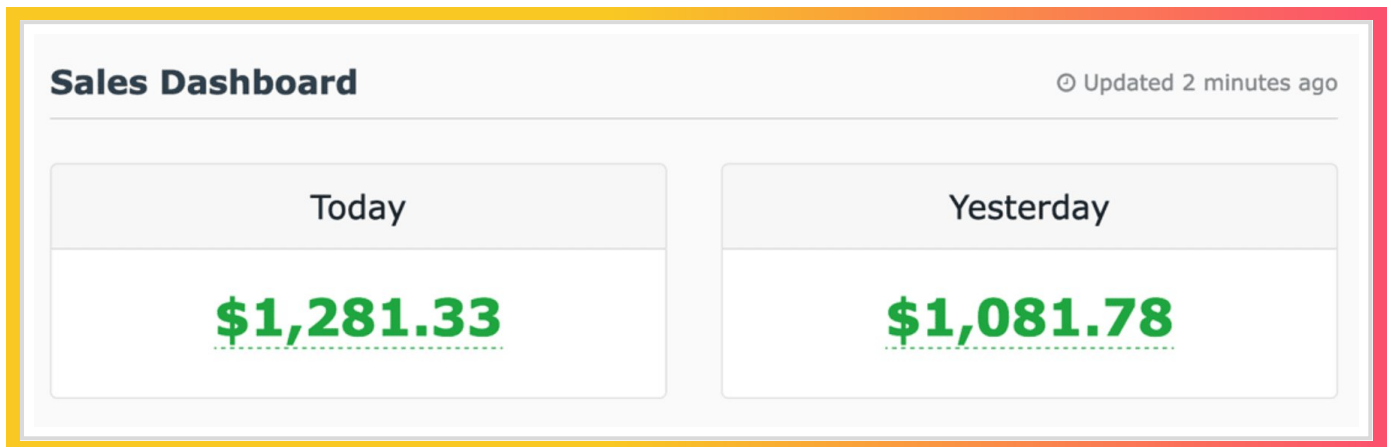 Sales Dashboard
Updated 2 minutes ago
Today
Yesterday
$1,281.33
$1,081.78